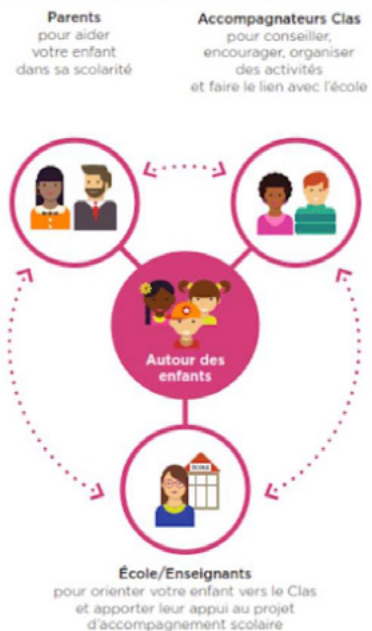 Parents
pour aider
votre enfant
dans sa scolarité
Accompagnateurs Clas
pour conseiller,
encourager, organiser
des activités
et faire le lien avec l'école
Autour des
enfants
ECOLE
École/Enseignants
pour orienter votre enfant vers le Clas
et apporter leur appui au projet
d'accompagnement scolaire